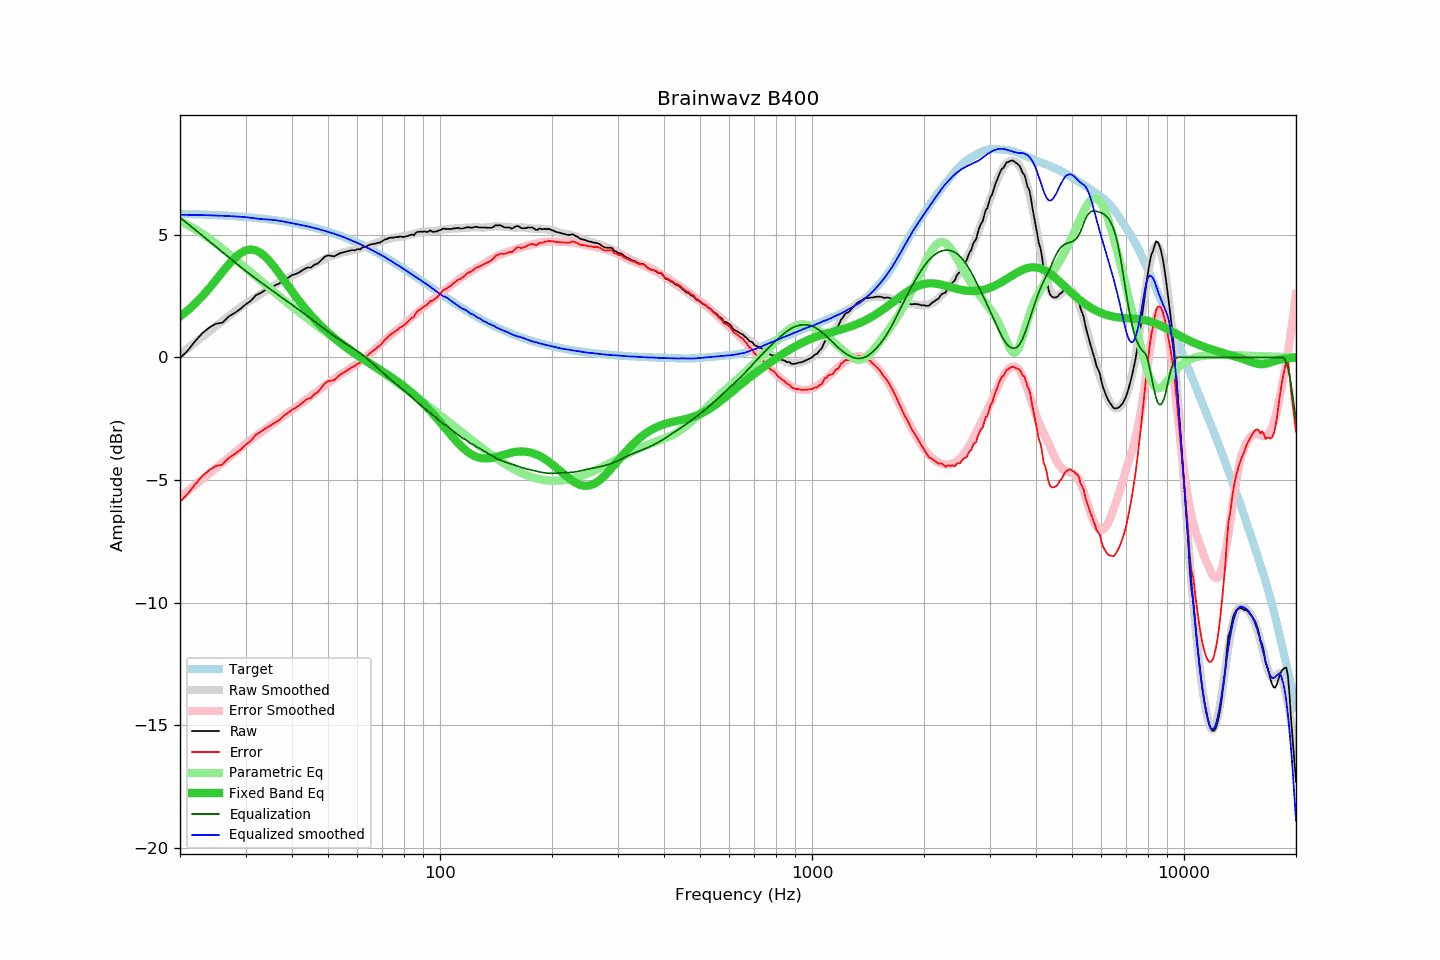 Brainwavz B400
Amplitude (dBr)
5
0
−5
−10
−15
−20
Target
Raw Smoothed
Error Smoothed
Raw
Error
Parametric Eq
Fixed Band Eq
Equalization
Equalized smoothed
100
1000
10000
Frequency (Hz)